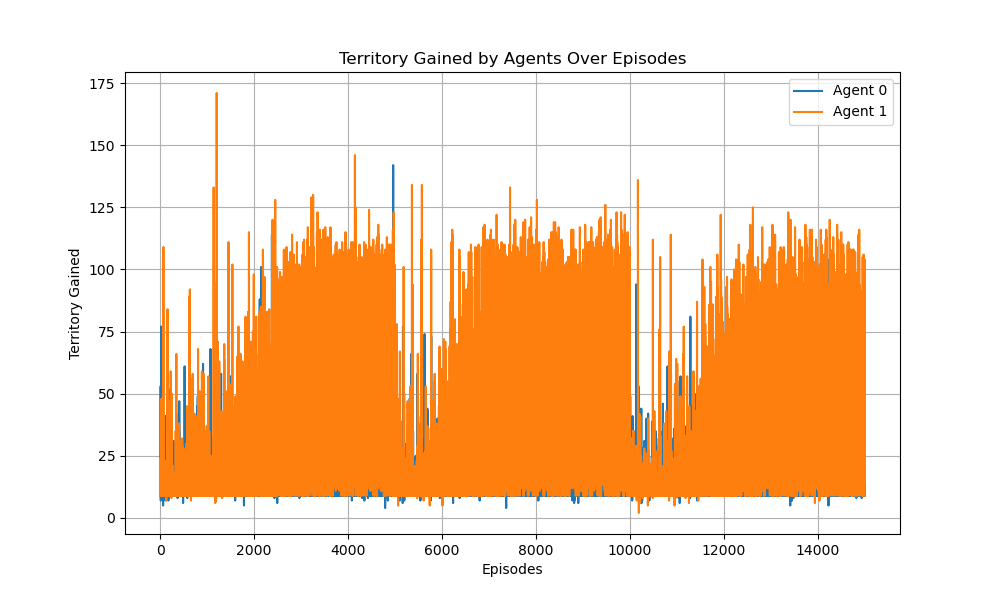 Territory Gained by Agents Over Episodes
Agent 0
Agent 1
Territory Gained
175
150
125
100
75
50
25
0
0 2000 4000 6000 8000 10000 12000 14000
Episodes